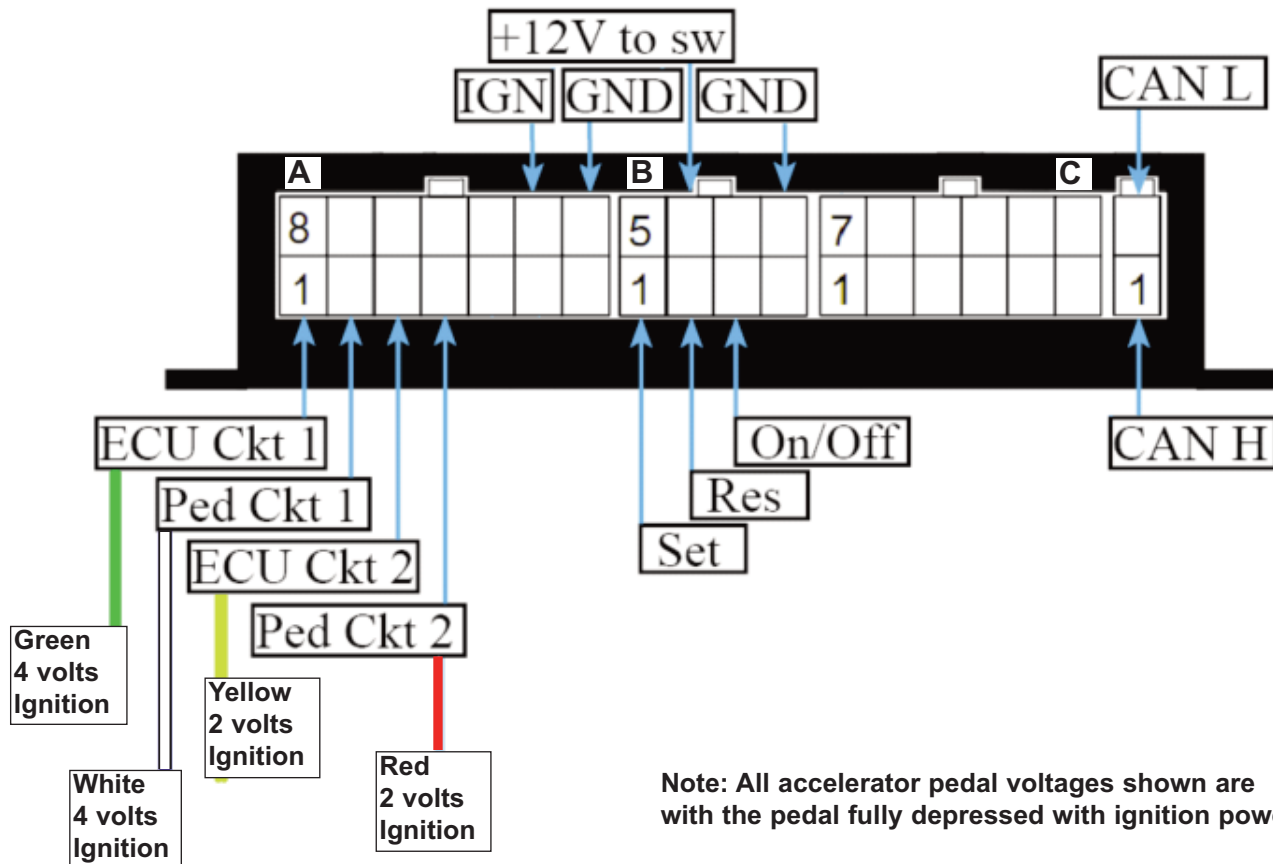 +12V to sw
IGN GND GND
CAN L
A B C
8 5 7
1 1 1 1
ECU Ckt 1
On/Off
CAN H
Ped Ckt 1
Res
Set
ECU Ckt 2
Ped Ckt 2
Green
4 volts
Ignition
Yellow
2 volts
Ignition
White
4 volts
Ignition
Red
2 volts
Ignition
Note: All accelerator pedal voltages shown are
with the pedal fully depressed with ignition